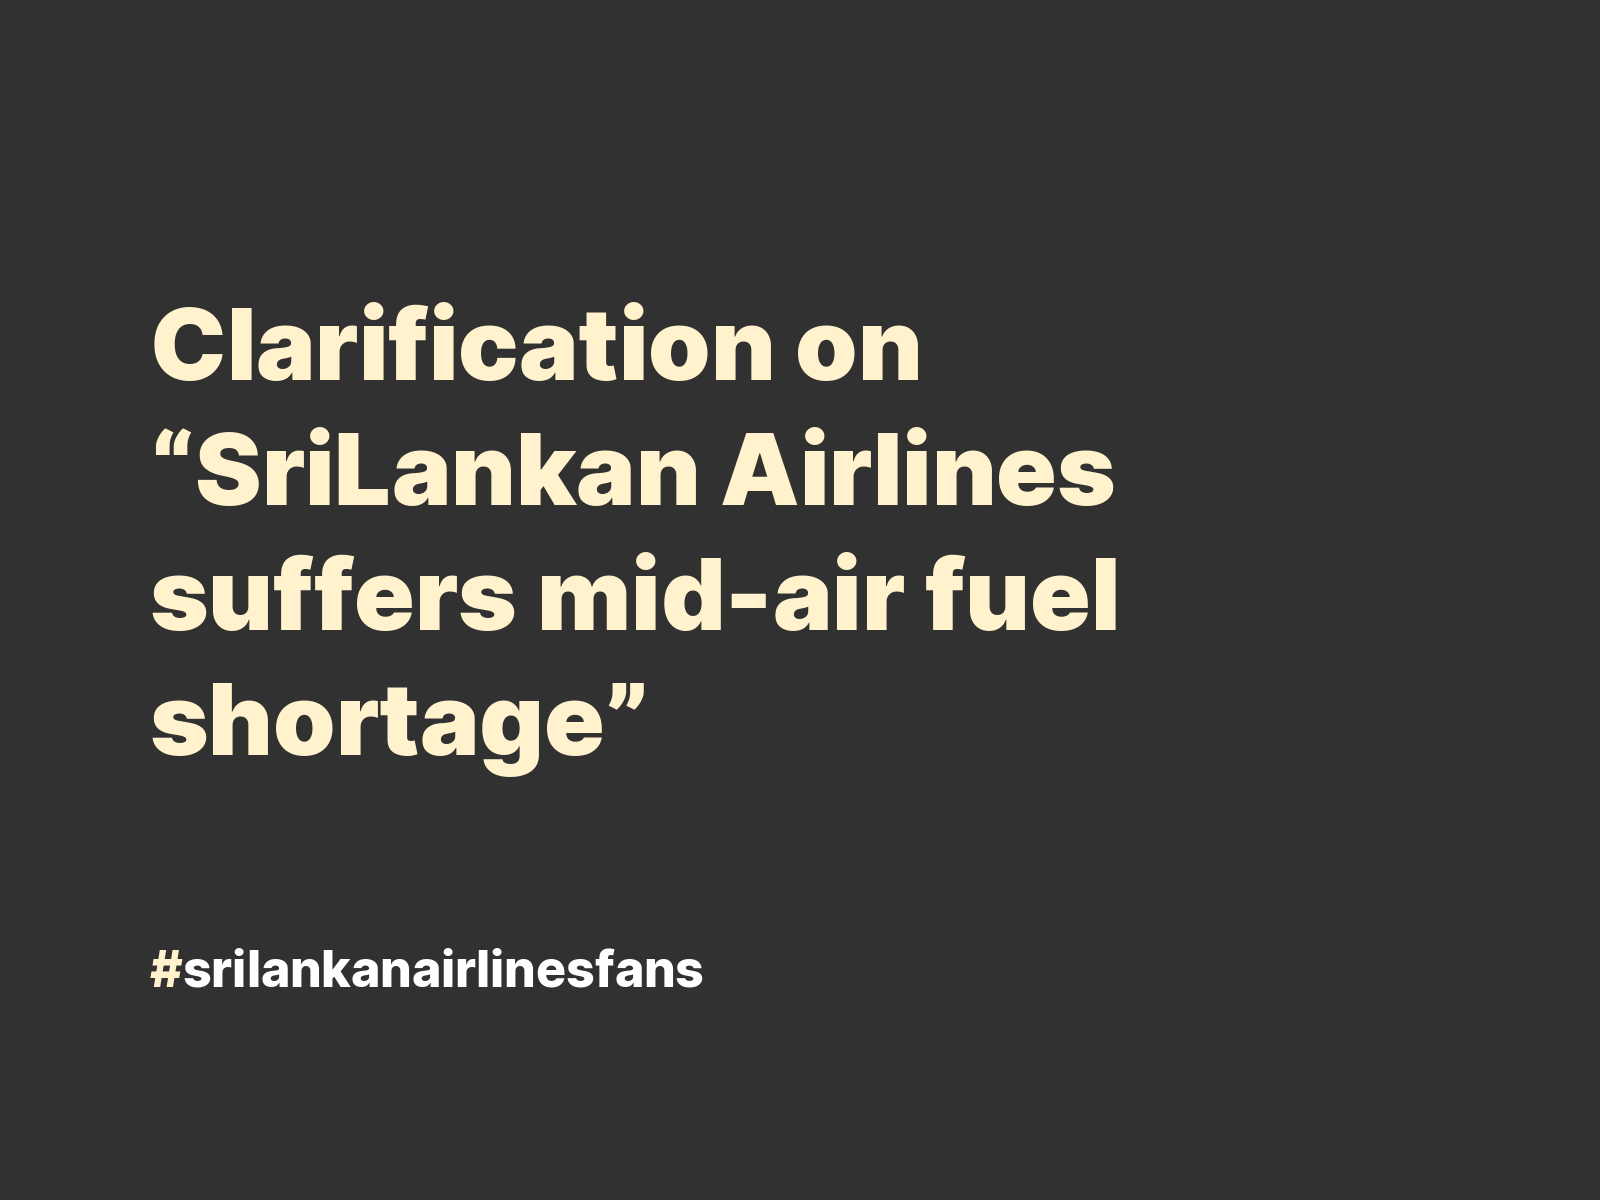 Clarification on
“SriLankan Airlines
suffers mid-air fuel
shortage”
#srilankanairlinesfans